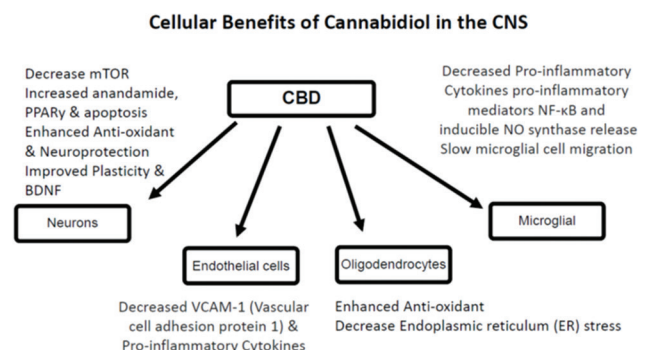 Cellular Benefits of Cannabidiol in the CNS
Decrease mTOR
Increased anandamide,
PPARγ & apoptosis
Enhanced Anti-oxidant
& Neuroprotection
Improved Plasticity &
BDNF
CBD
Decreased Pro-inflammatory
Cytokines pro-inflammatory
mediators NF-κB and
inducible NO synthase release
Slow microglial cell migration
Neurons
Endothelial cells
Oligodendrocytes
Microglial
Decreased VCAM-1 (Vascular
cell adhesion protein 1) &
Pro-inflammatory Cytokines
Enhanced Anti-oxidant
Decrease Endoplasmic reticulum (ER) stress